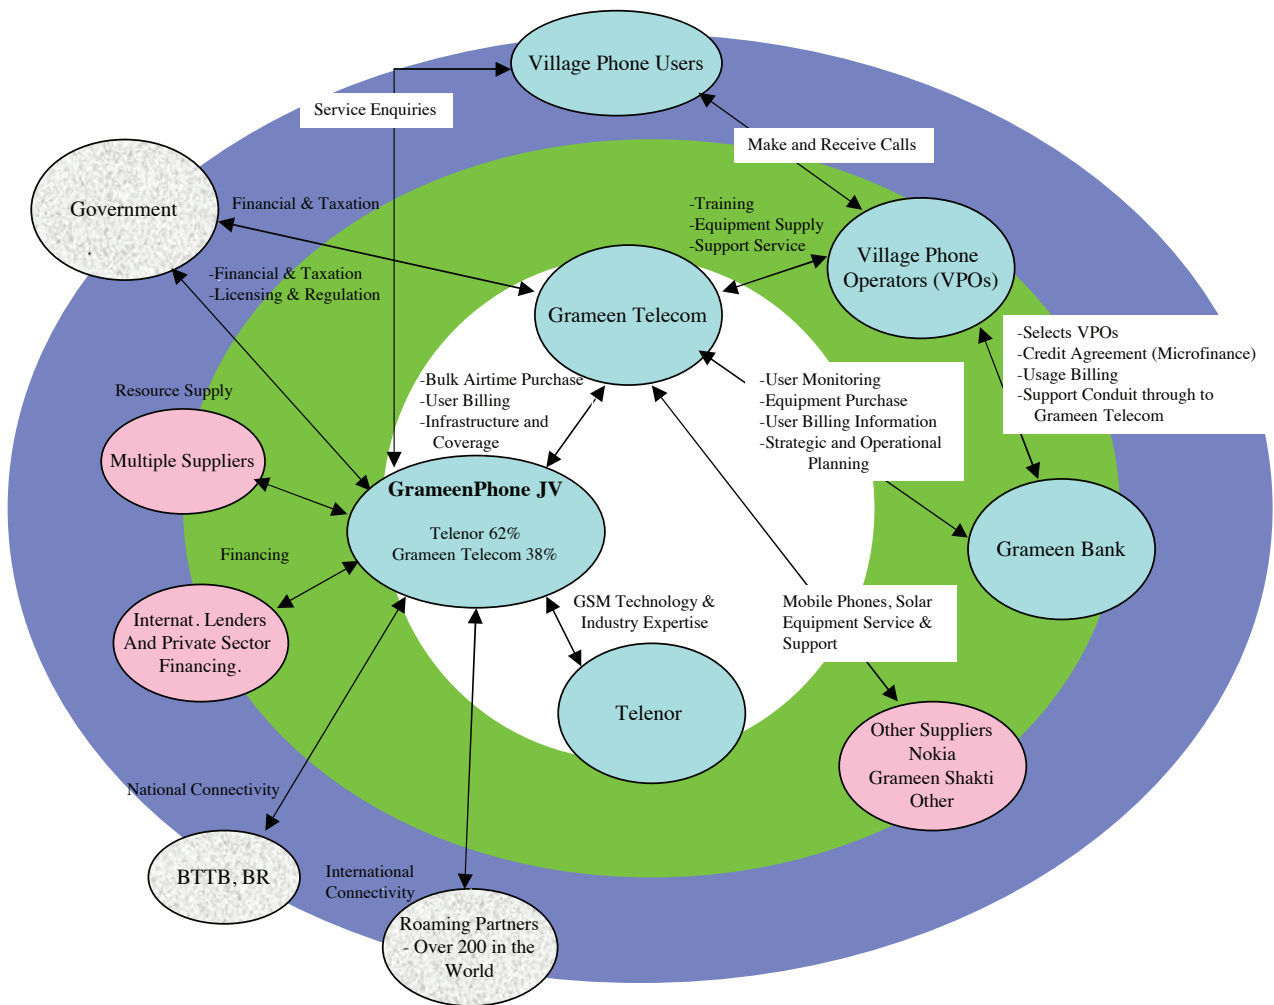 Village Phone Users
Service Enquiries
Make and Receive Calls
Government
.
Financial & Taxation
-Training
-Equipment Supply
-Support Service
Village Phone
Operators (VPOs)
-Financial & Taxation
-Licensing & Regulation
Grameen Telecom
-Selects VPOs
-Credit Agreement (Microfinance)
-Usage Billing
-Support Conduit through to
Grameen Telecom
Resource Supply
-Bulk Airtime Purchase
-User Billing
-Infrastructure and
Coverage
-User Monitoring
-Equipment Purchase
-User Billing Information
-Strategic and Operational
Planning
Multiple Suppliers
GrameenPhone JV
Telenor 62%
Grameen Telecom 38%
Grameen Bank
Financing
Internat. Lenders
And Private Sector
Financing.
GSM Technology &
Industry Expertise
Mobile Phones, Solar
Equipment Service &
Support
Telenor
Other Suppliers
Nokia
Grameen Shakti
Other
National Connectivity
BTTB, BR
International
Connectivity
Roaming Partners
- Over 200 in the
World